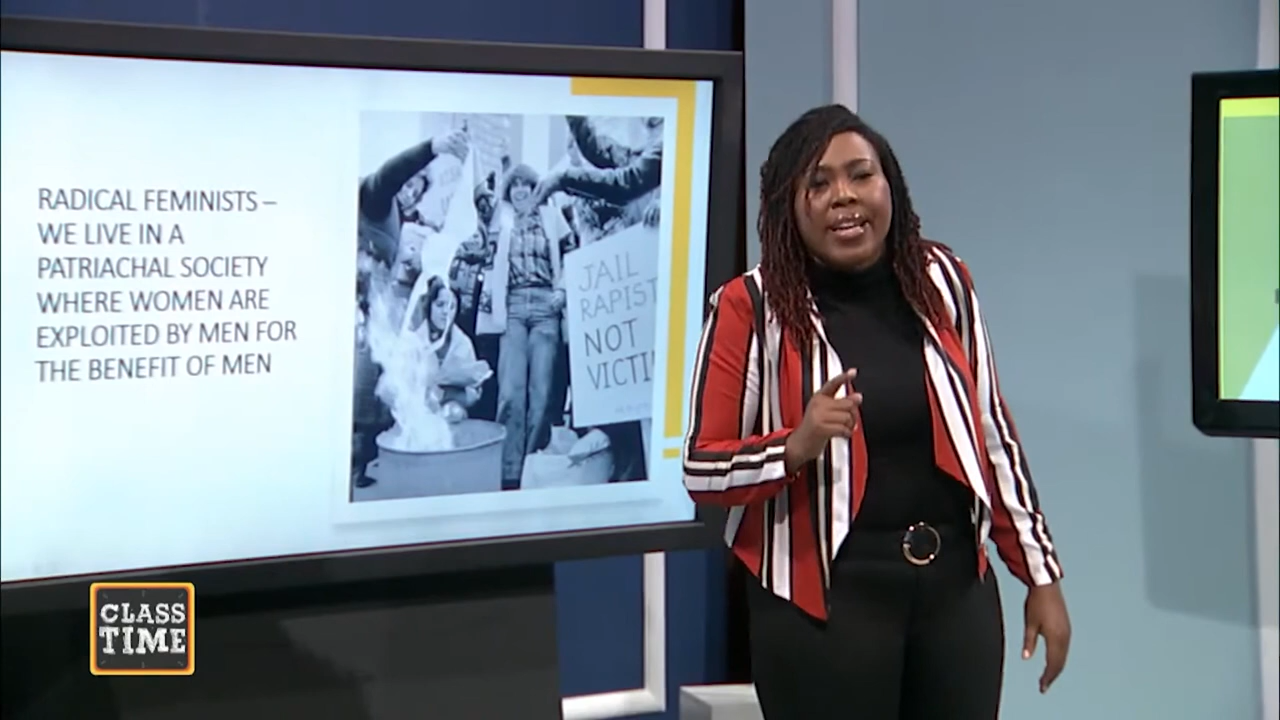 RADICAL FEMINISTS –
WE LIVE IN A
PATRIACHAL SOCIETY
WHERE WOMEN ARE
EXPLOITED BY MEN FOR
THE BENEFIT OF MEN
JAIL
RAPIST
NOT
VICTI
CLASS
TIME